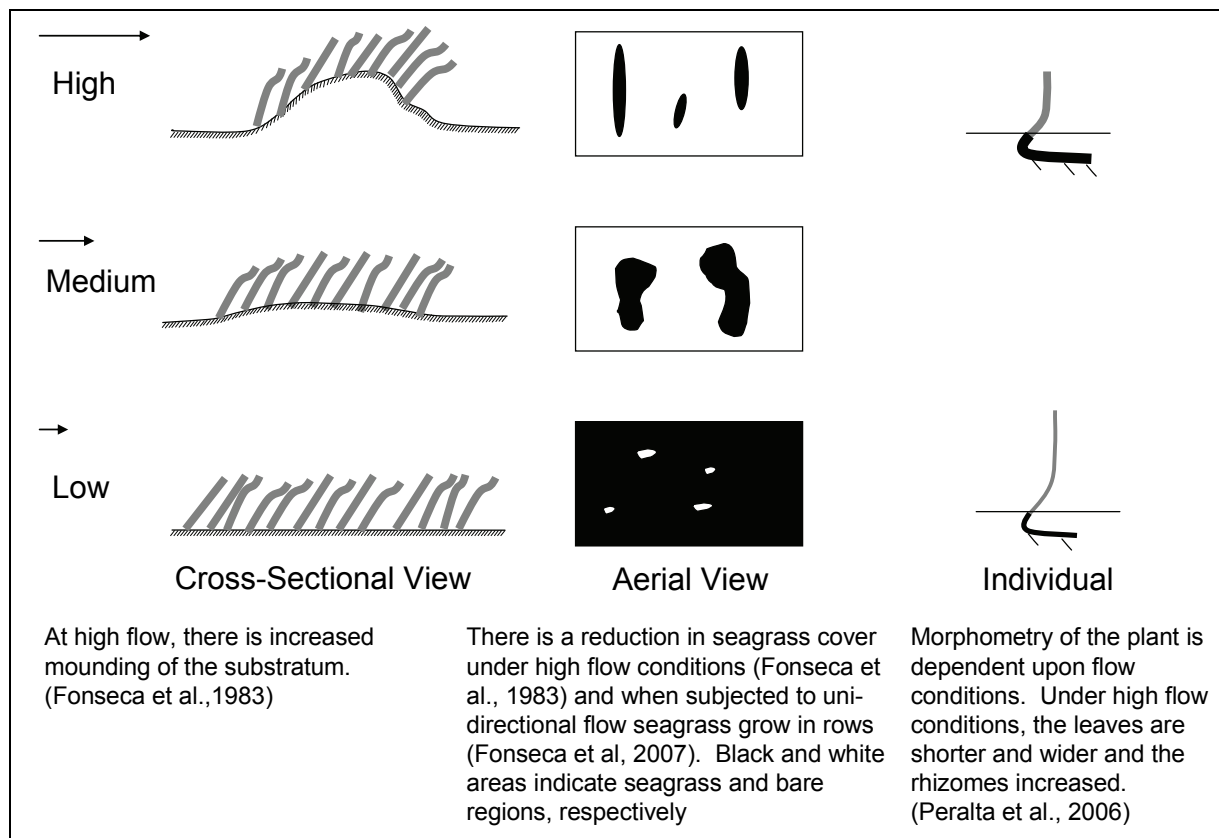 High
Medium
Low
Cross-Sectional View
Aerial View
Individual
At high flow, there is increased
mounding of the substratum.
(Fonseca et al.,1983)
There is a reduction in seagrass cover
under high flow conditions (Fonseca et
al., 1983) and when subjected to uni-
directional flow seagrass grow in rows
(Fonseca et al, 2007).  Black and white
areas indicate seagrass and bare
regions, respectively
Morphometry of the plant is
dependent upon flow
conditions.  Under high flow
conditions, the leaves are
shorter and wider and the
rhizomes increased.
(Peralta et al., 2006)